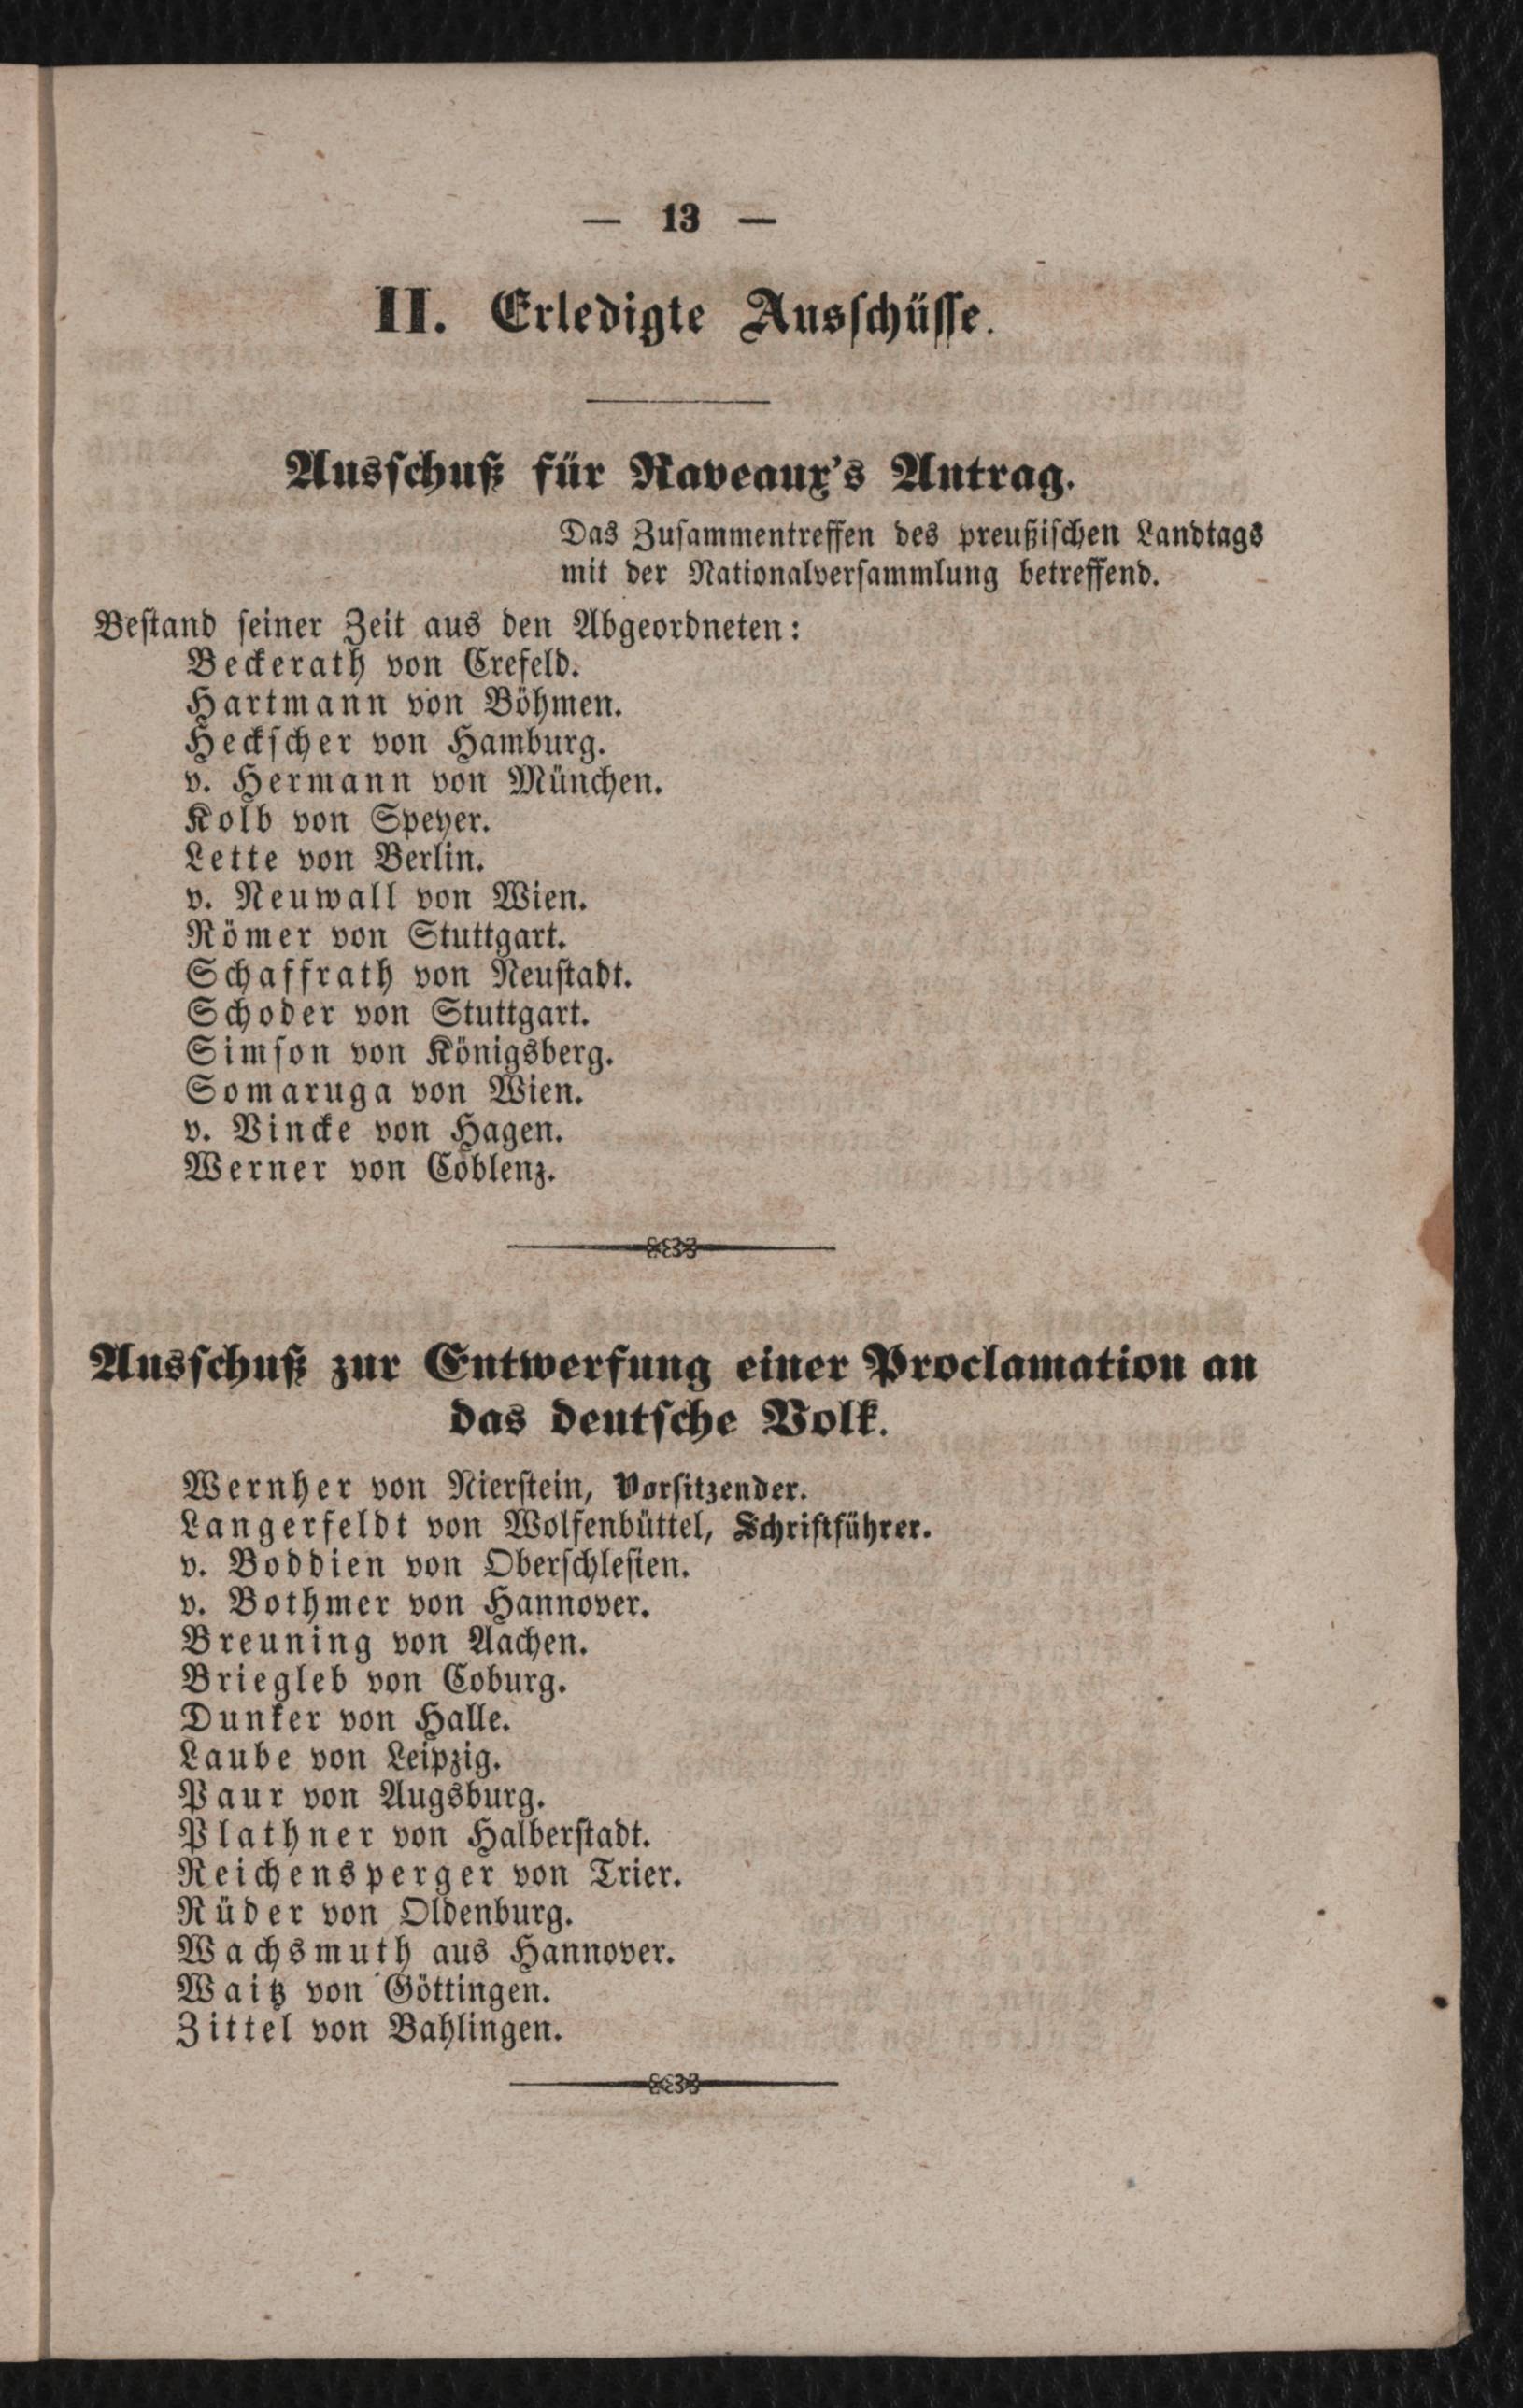 — 13 —
II. Erledigte Ausschüsse.
Ausschuß für Raveaux's Antrag.
Das Zusammentreffen des preußischen Landtags
mit der Nationalversammlung betreffend.
Bestand seiner Zeit aus den Abgeordneten:
Beckerath von Crefeld.
Hartmann von Böhmen.
Heckscher von Hamburg.
v. Hermann von München.
Kolb von Speyer.
Lette von Berlin.
v. Neuwall von Wien.
Römer von Stuttgart.
Schaffrath von Neustadt.
Schoder von Stuttgart.
Simson von Königsberg.
Somaruga von Wien.
v. Vincke von Hagen.
Werner von Coblenz.
Ausschuß zur Entwerfung einer Proclamation an
das deutsche Volk.
Wernher von Nierstein, Vorsitzender.
Langerfeldt von Wolfenbüttel, Schriftführer.
v. Boddien von Oberschlesien.
v. Bothmer von Hannover.
Breuning von Aachen.
Briegleb von Coburg.
Dunker von Halle.
Laube von Leipzig.
Paur von Augsburg.
Plathner von Halberstadt.
Reichensperger von Trier.
Rüder von Oldenburg.
Wachsmuth aus Hannover.
Waitz von Göttingen.
Zittel von Bahlingen.